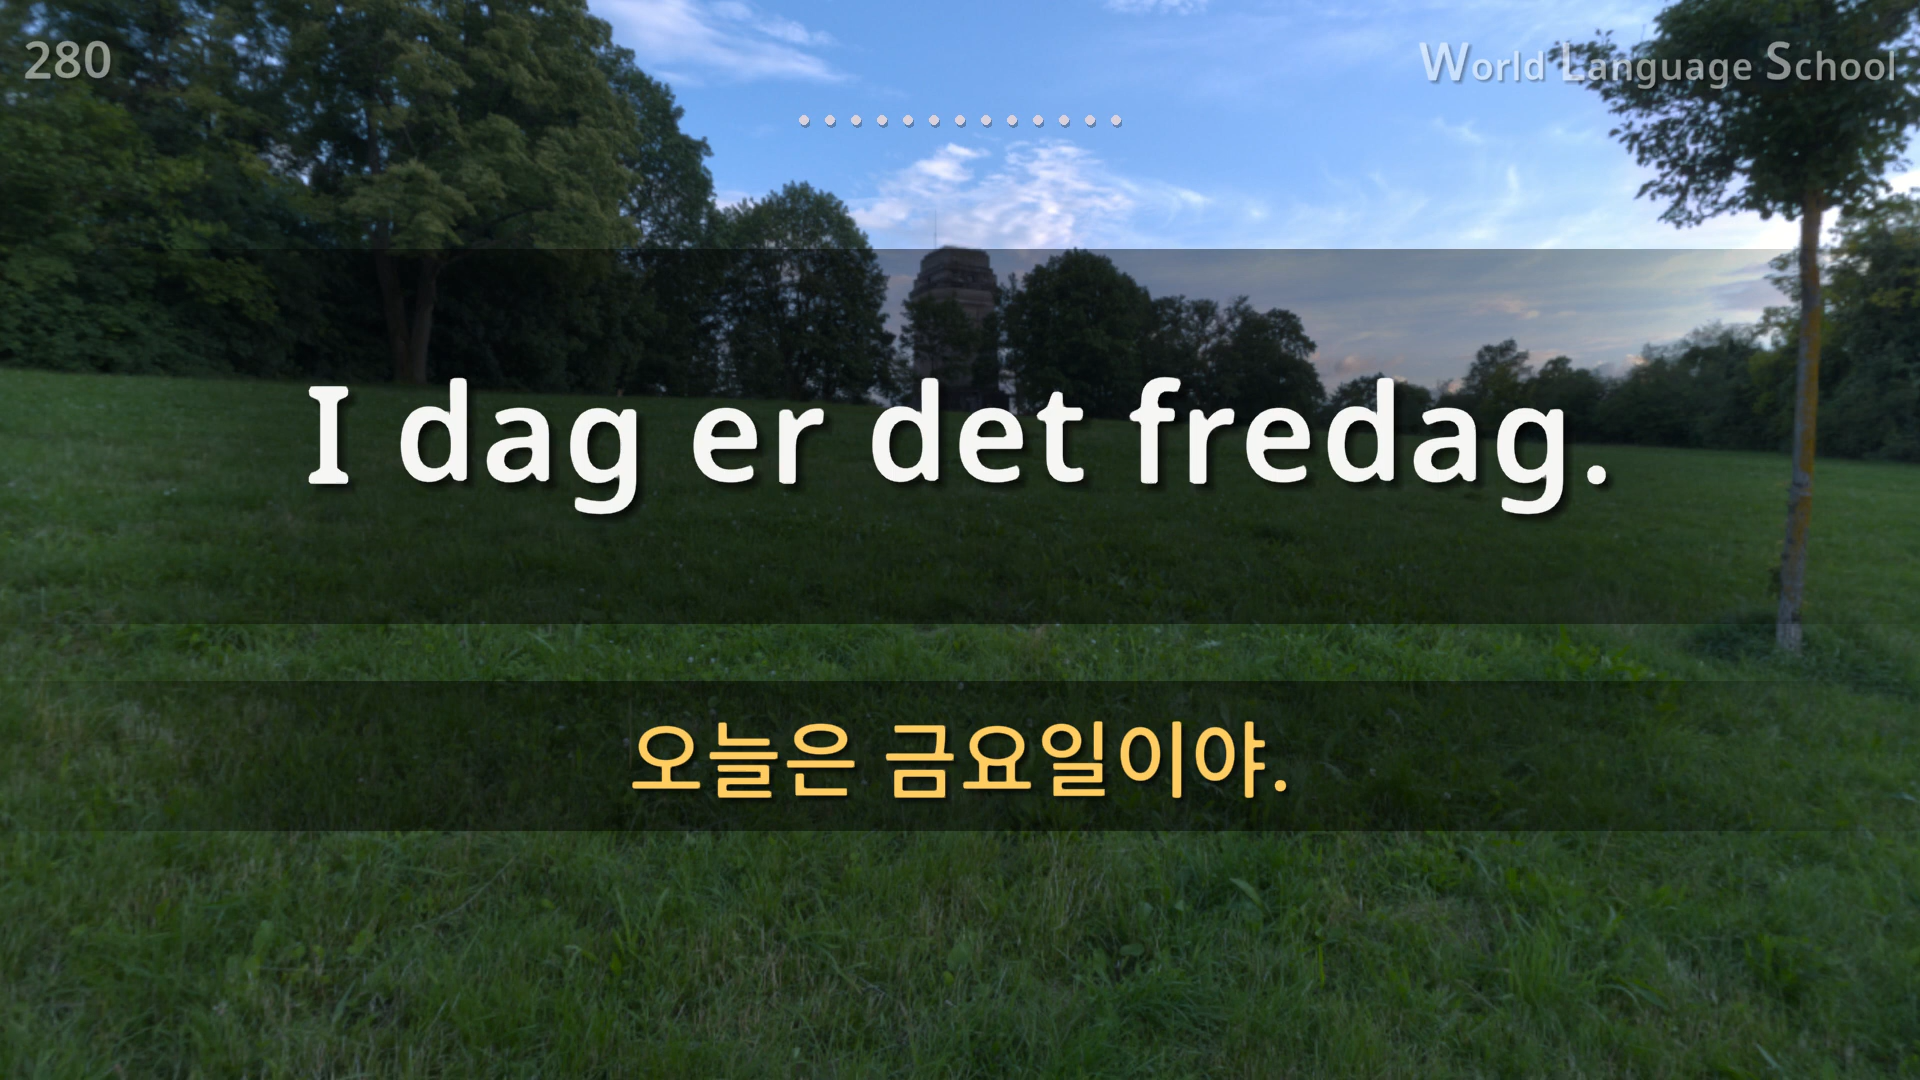 280
World Language School
I dag er det fredag.
오늘은 금요일이야.